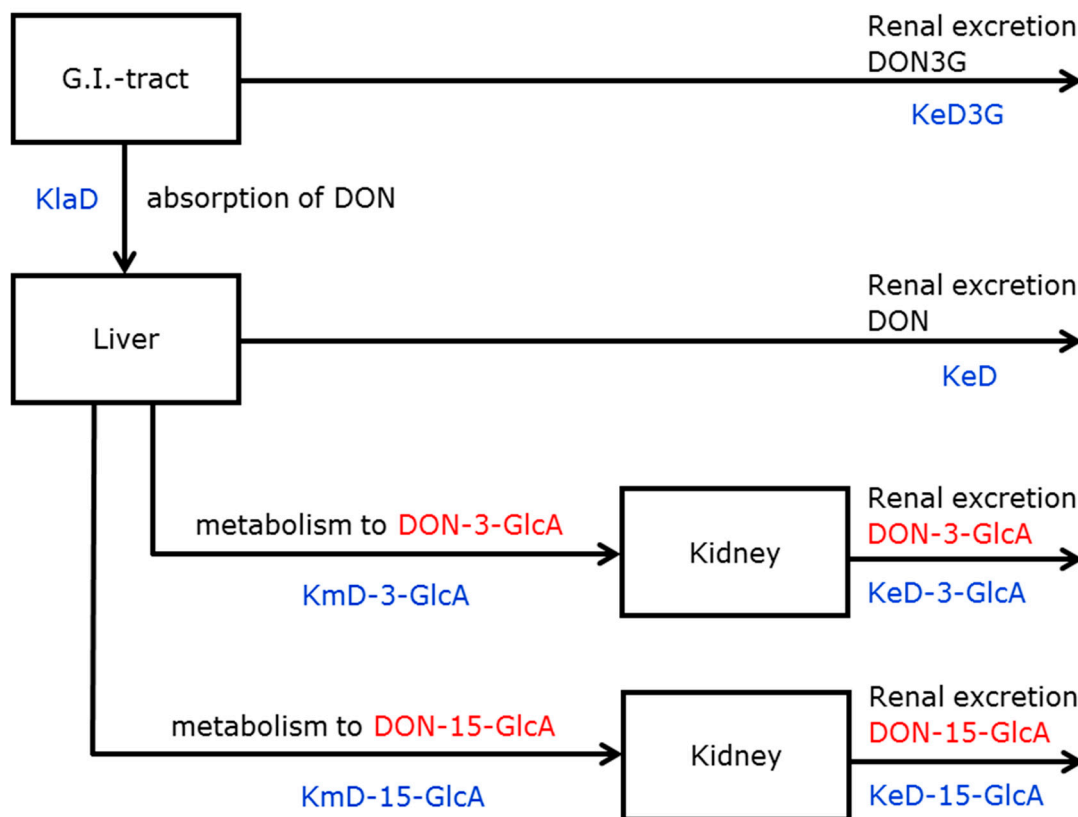 G.I.-tract
Renal excretion
DON3G
KeD3G
KlaD
absorption of DON
Liver
Renal excretion
DON
KeD
metabolism to DON-3-GlcA
KmD-3-GlcA
Kidney
Renal excretion
DON-3-GlcA
KeD-3-GlcA
metabolism to DON-15-GlcA
KmD-15-GlcA
Kidney
Renal excretion
DON-15-GlcA
KeD-15-GlcA